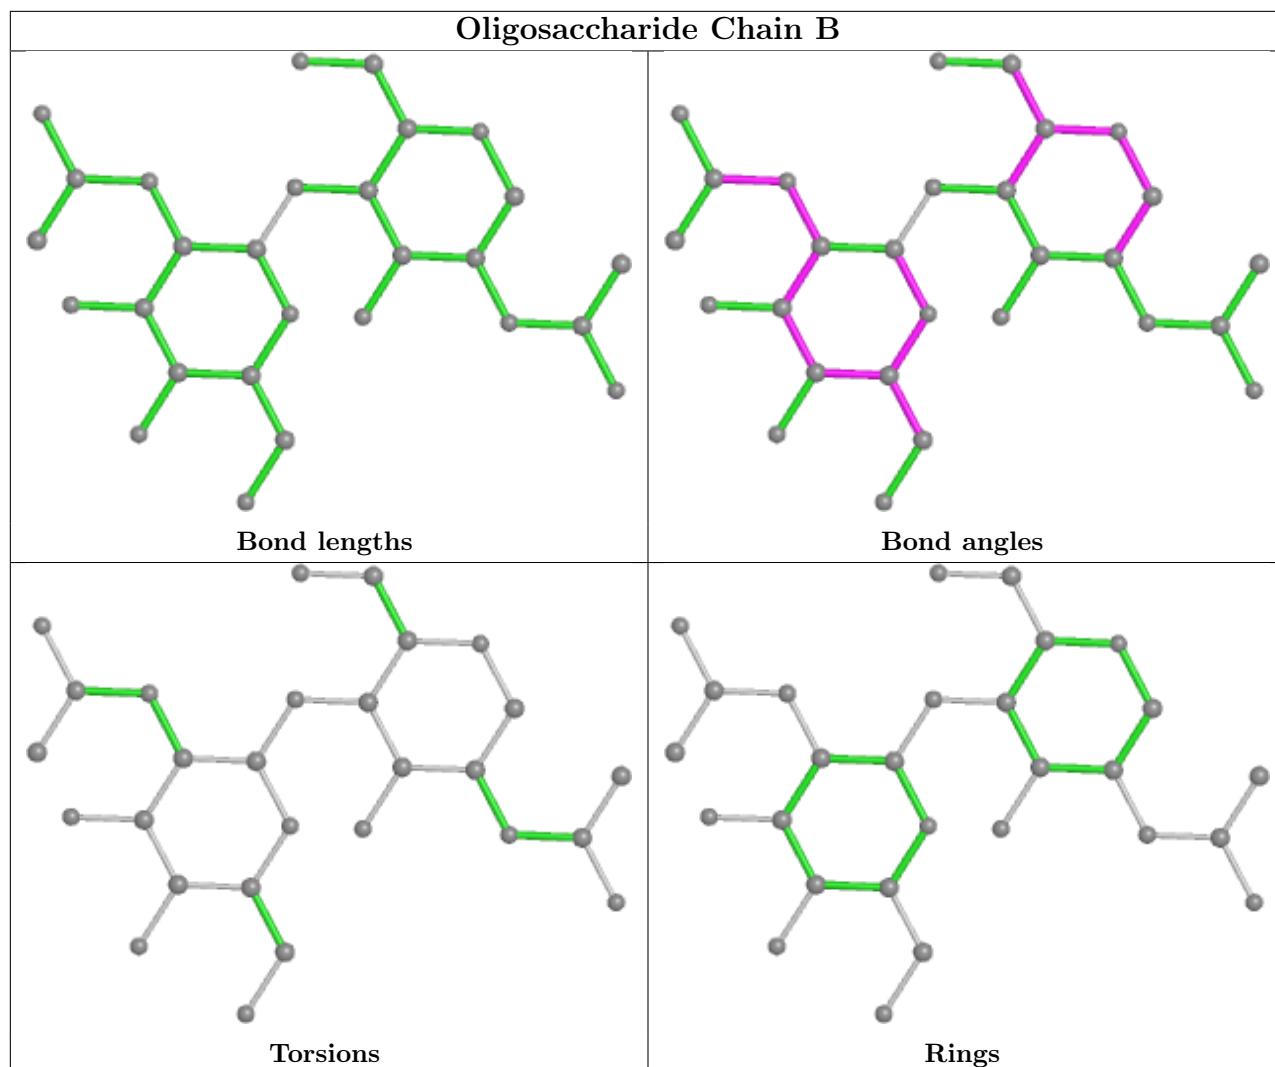 Oligosaccharide Chain B
Bond lengths
Bond angles
Torsions
Rings